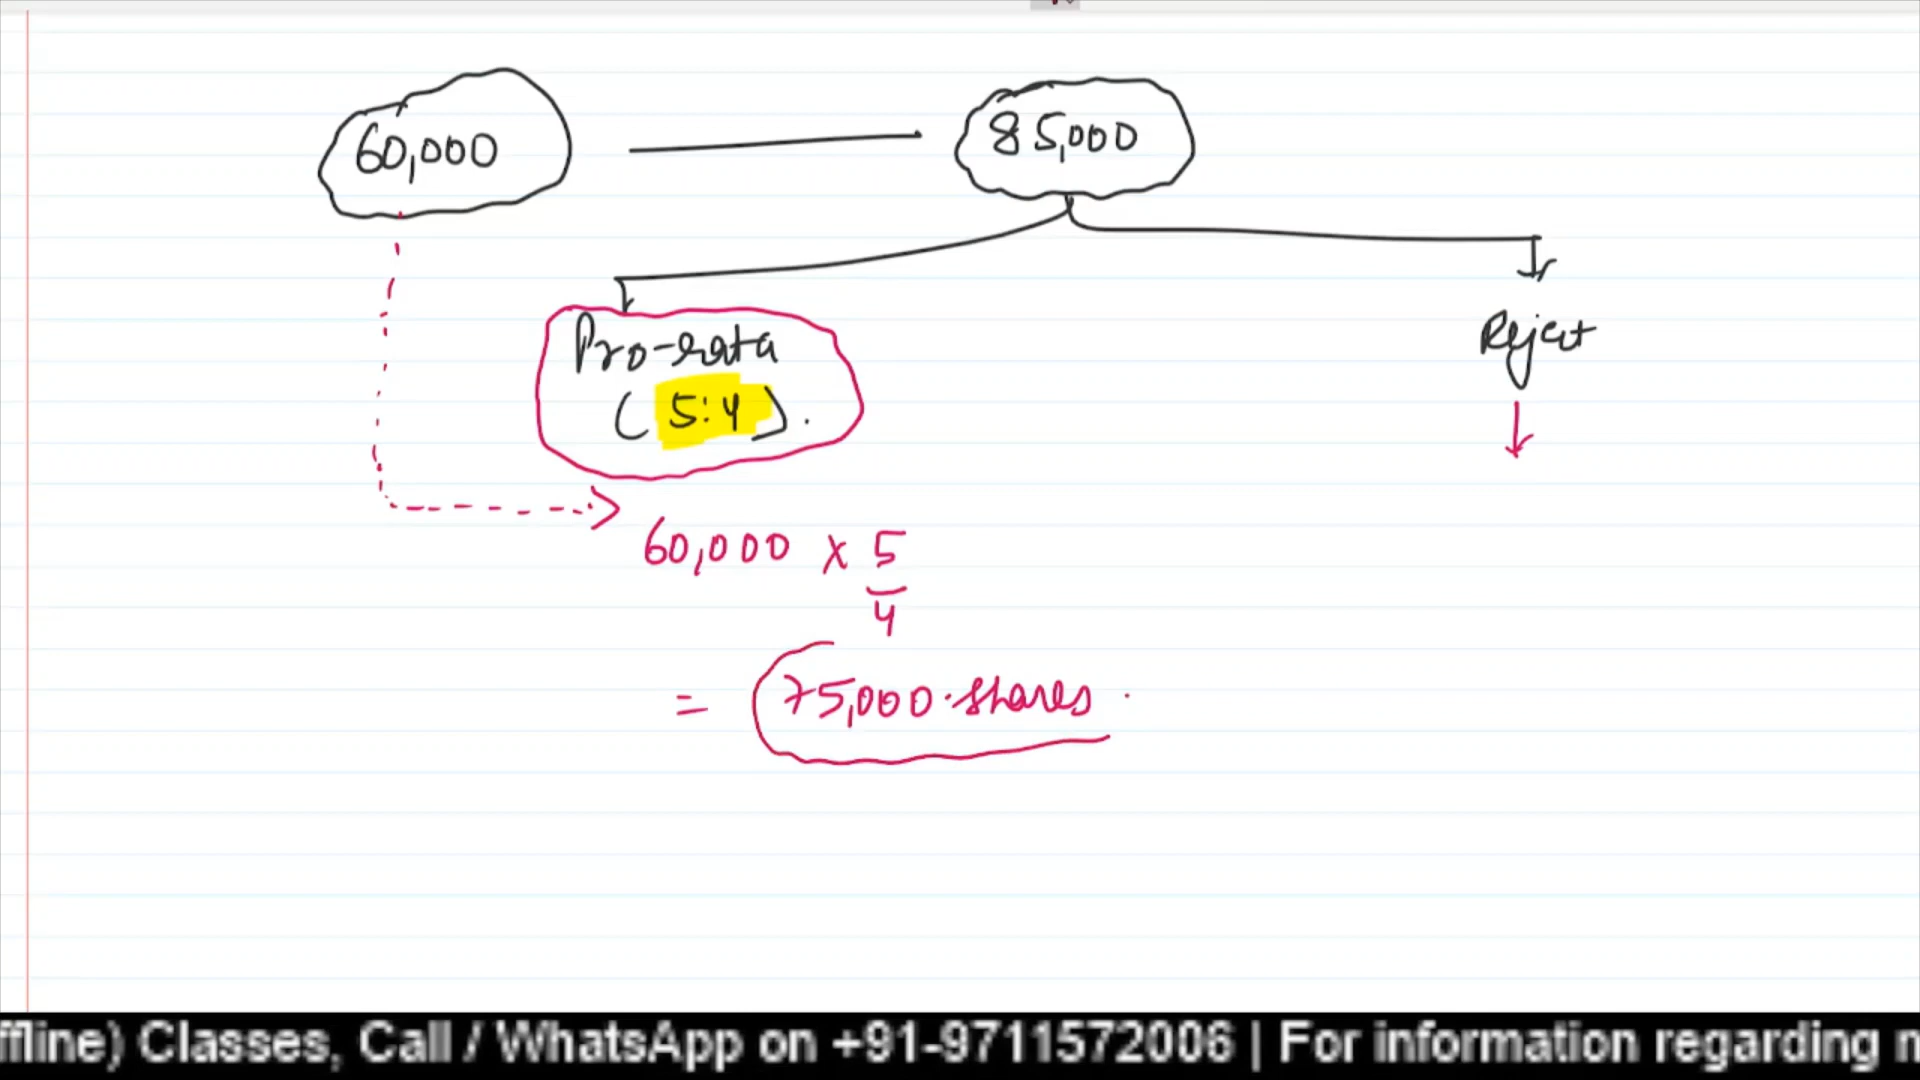 60,000 85,000
Pro-rata
(5:4).
Reject
60,000 x 5
4
= 75,000 shares
ffline) Classes, Call / WhatsApp on +91-9711572006 | For information regarding n